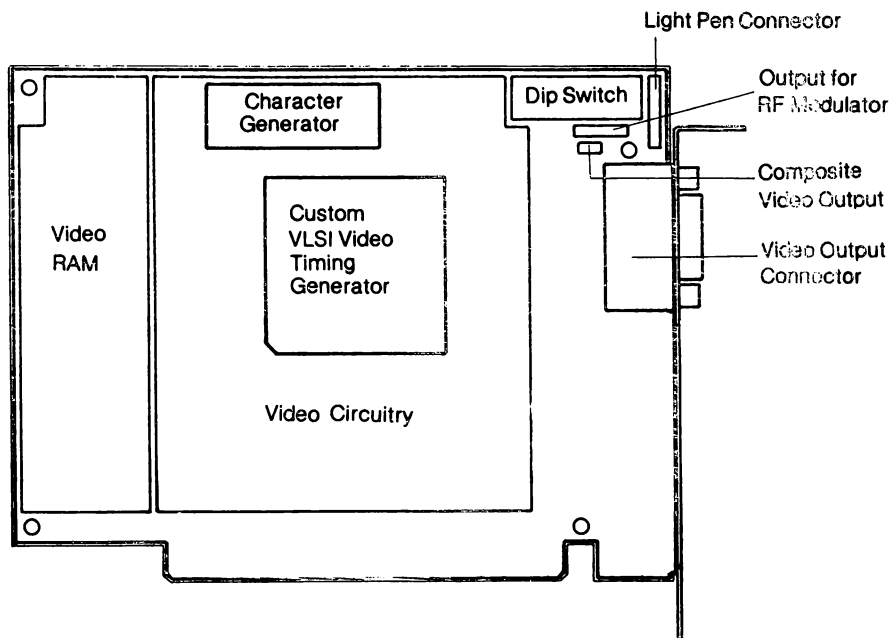 Light Pen Connector
Output for
RF Modulator
Dip Switch
Character
Generator
Composite
Video Output
Custom
VLSI Video
Timing
Generator
Video
RAM
Video Output
Connector
Video Circuitry